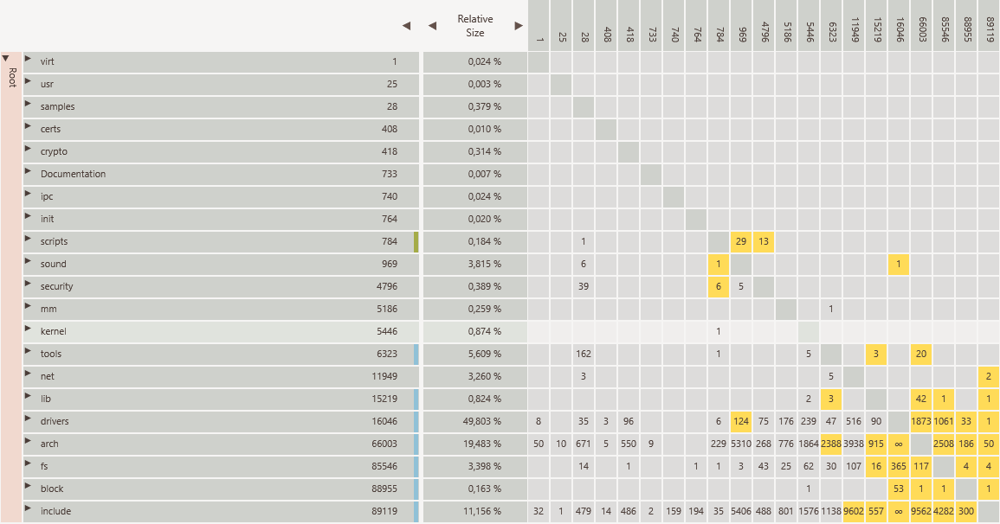 Relative
Size
1 25 28 408 418 733 740 764 784 969 4796 5186 5446 6323 11949 15219 16046 66003 85546 88955 89119
Root
virt 1 0,024 %
usr 25 0,003 %
samples 28 0,379 %
certs 408 0,010 %
crypto 418 0,314 %
Documentation 733 0,007 %
ipc 740 0,024 %
init 764 0,020 %
scripts 784 0,184 % 1 29 13
sound 969 3,815 % 6 1 1
security 4796 0,389 % 39 6 5
mm 5186 0,259 % 1
kernel 5446 0,874 % 1
tools 6323 5,609 % 162 1 5 3 20
net 11949 3,260 % 3 5 2
lib 15219 0,824 % 2 3 42 1 1
drivers 16046 49,803 % 8 35 3 96 6 124 75 176 239 47 516 90 1873 1061 33 1
arch 66003 19,483 % 50 10 671 5 550 9 229 5310 268 776 1864 2388 3938 915 ∞ 2508 186 50
fs 85546 3,398 % 14 1 1 1 3 43 25 62 30 107 16 365 117 4 4
block 88955 0,163 % 1 53 1 1 1
include 89119 11,156 % 32 1 479 14 486 2 159 194 35 5406 488 801 1576 1138 9602 557 ∞ 9562 4282 300